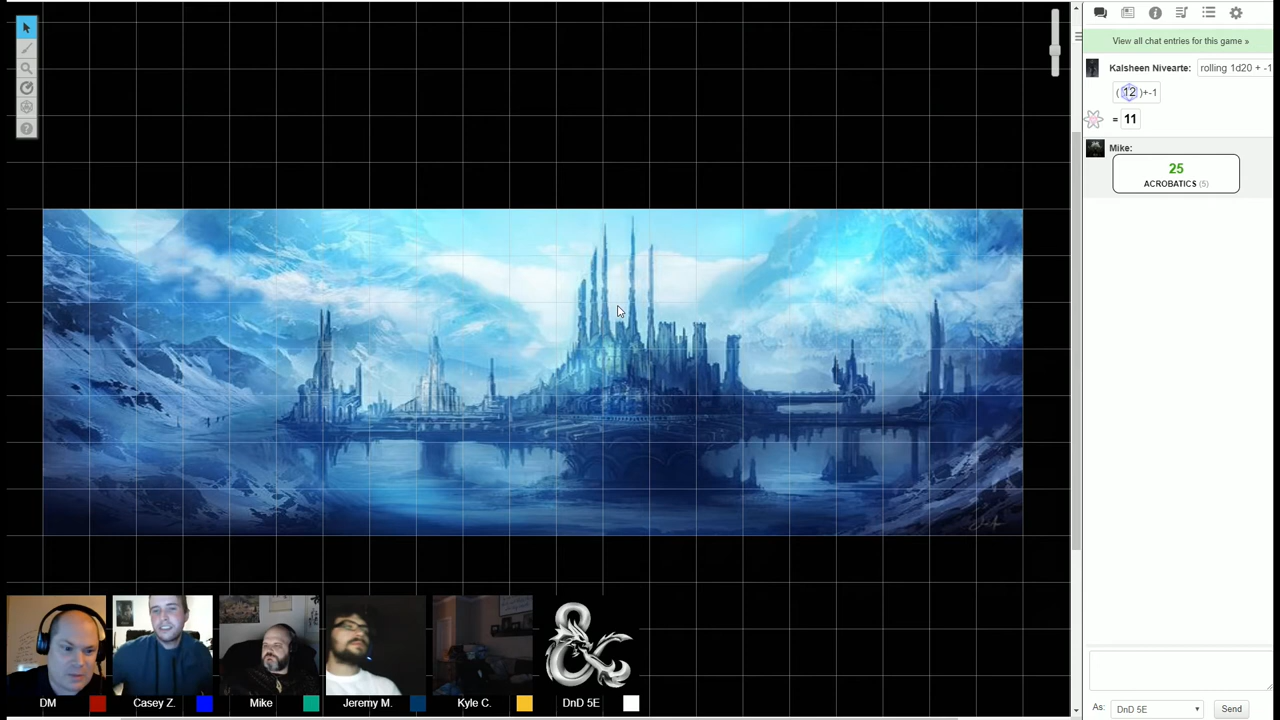 View all chat entries for this game »
Kalsheen Nivearte: rolling 1d20 + -1
( 12 )+-1
= 11
Mike:
25
ACROBATICS (5)
DM
Casey Z.
Mike
Jeremy M.
Kyle C.
DnD 5E
As: DnD 5E
Send